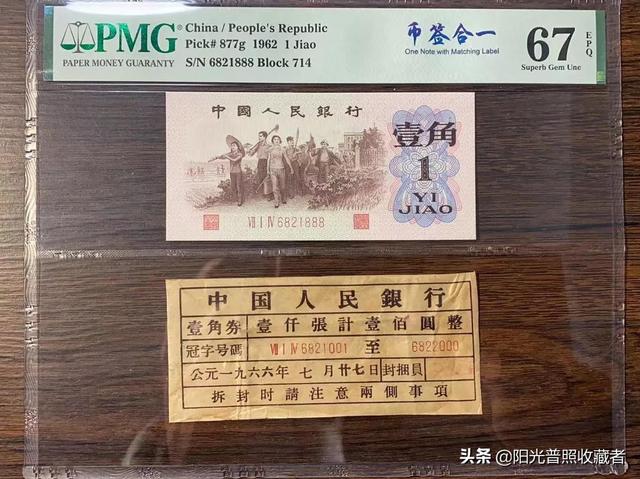 PMG
PAPER MONEY GUARANTY
China / People's Republic
Pick# 877g 1962 1 Jiao
S/N 6821888 Block 714
币签合一
One Note with Matching Label
67
EPQ
Superb Gem Unc
中國人民銀行
壹角
1
YI
JIAO
VII I IV 6821888
中国人民銀行
壹角券 壹仟張計壹佰圓整
冠字号碼 VII I IV 6821001 至 6822000
公元一九六六年七月廿七日 封捆員
拆封时請注意兩側事項
头条 @阳光普照收藏者